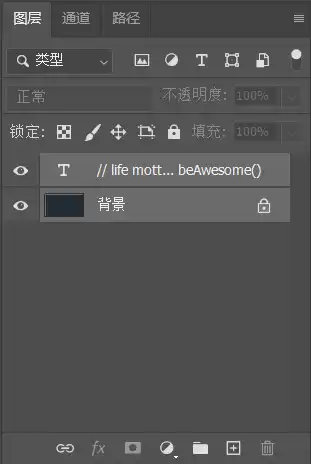 图层 通道 路径
类型
正常 不透明度: 100%
锁定: 填充: 100%
T // life mott... beAwesome()
背景
fx